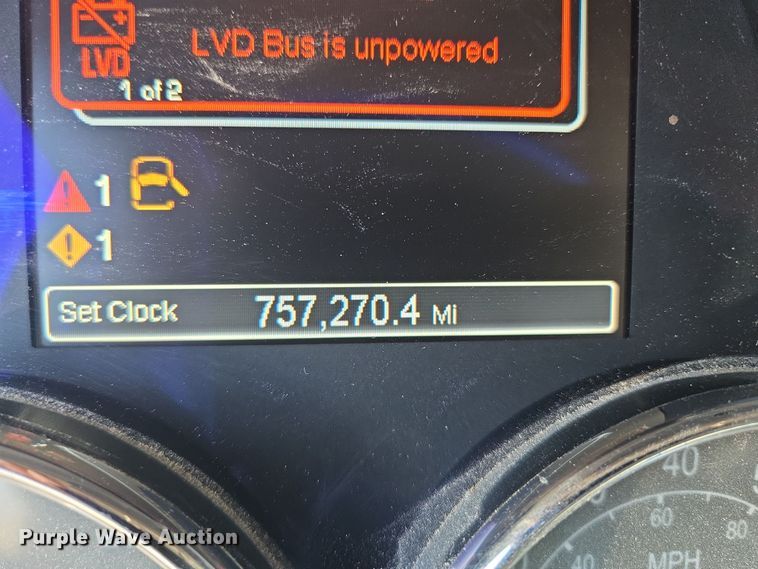 LVD Bus is unpowered
LVD
1 of 2
1
1
Set Clock 757,270.4 Mi
40
60
80
40
MPH
Purple Wave Auction